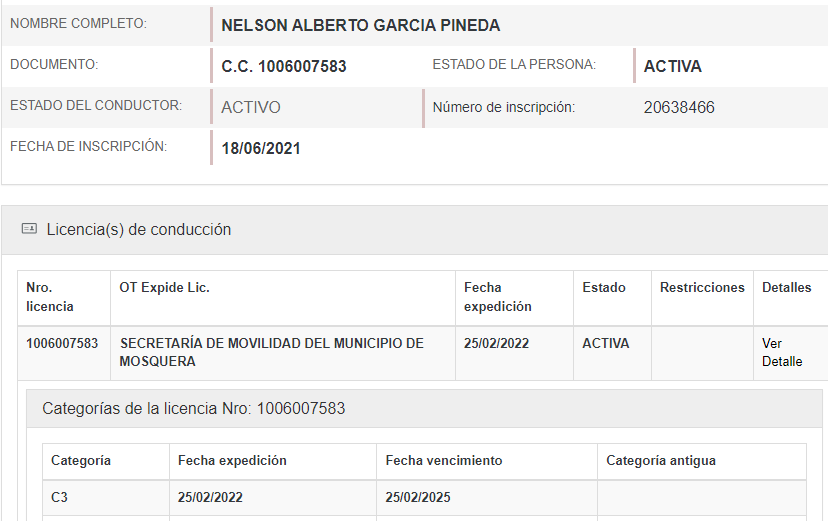 NOMBRE COMPLETO: NELSON ALBERTO GARCIA PINEDA
DOCUMENTO: C.C. 1006007583 ESTADO DE LA PERSONA: ACTIVA
ESTADO DEL CONDUCTOR: ACTIVO Número de inscripción: 20638466
FECHA DE INSCRIPCIÓN: 18/06/2021
Licencia(s) de conducción
Nro. licencia OT Expide Lic. Fecha expedición Estado Restricciones Detalles
1006007583 SECRETARÍA DE MOVILIDAD DEL MUNICIPIO DE MOSQUERA 25/02/2022 ACTIVA Ver Detalle
Categorías de la licencia Nro: 1006007583
Categoría Fecha expedición Fecha vencimiento Categoría antigua
C3 25/02/2022 25/02/2025